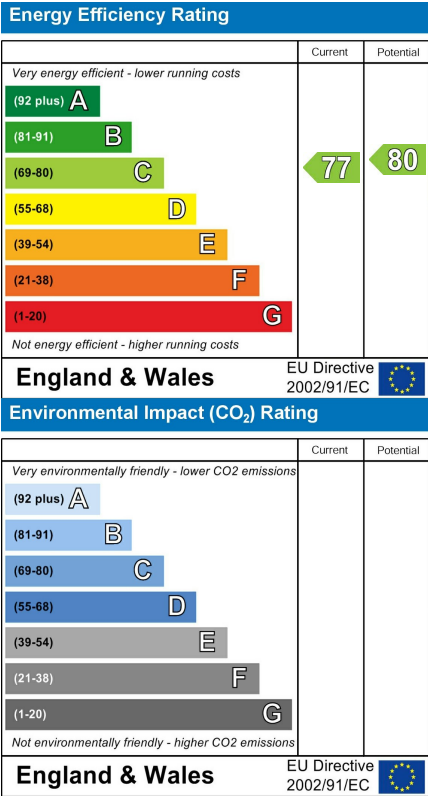 Energy Efficiency Rating
Current Potential
Very energy efficient - lower running costs
(92 plus) A
(81-91) B
(69-80) C
77 80
(55-68) D
(39-54) E
(21-38) F
(1-20) G
Not energy efficient - higher running costs
England & Wales
EU Directive
2002/91/EC
Environmental Impact (CO₂) Rating
Current Potential
Very environmentally friendly - lower CO2 emissions
(92 plus) A
(81-91) B
(69-80) C
(55-68) D
(39-54) E
(21-38) F
(1-20) G
Not environmentally friendly - higher CO2 emissions
England & Wales
EU Directive
2002/91/EC